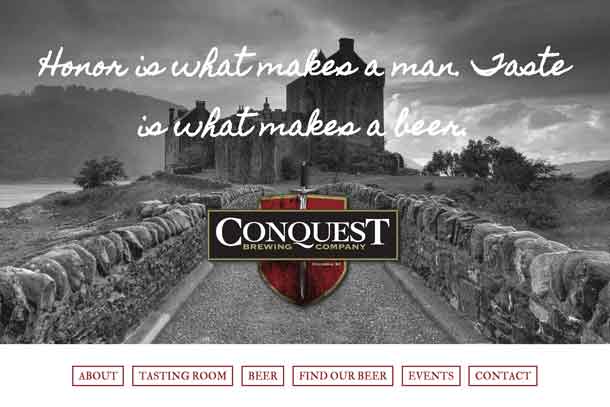 Honor is what makes a man. Taste
is what makes a beer.
CONQUEST
BREWING COMPANY
ABOUT
TASTING ROOM
BEER
FIND OUR BEER
EVENTS
CONTACT